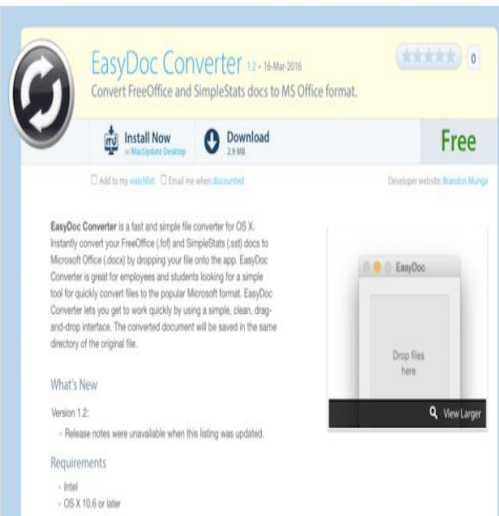 EasyDoc Converter 1.2 • 16-Mar-2016
0
Convert FreeOffice and SimpleStats docs to MS Office format.
Install Now
w/ MacUpdate Desktop
Download
2.9 MB
Free
Add to my watchlist Email me when discounted
Developer website: Brandon Munga
EasyDoc Converter is a fast and simple file converter for OS X.
Instantly convert your FreeOffice (.fof) and SimpleStats (.sst) docs to
Microsoft Office (.docx) by dropping your file onto the app. EasyDoc
Converter is great for employees and students looking for a simple
tool for quickly convert files to the popular Microsoft format. EasyDoc
Converter lets you get to work quickly by using a simple, clean, drag-
and-drop interface. The converted document will be saved in the same
directory of the original file.
EasyDoc
Drop files
here
View Larger
What's New
Version 1.2:
Release notes were unavailable when this listing was updated.
Requirements
Intel
OS X 10.6 or later